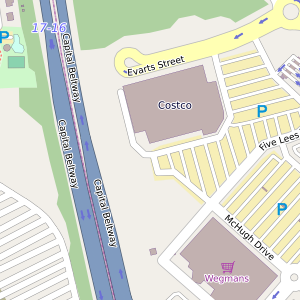 P
17-16
Capital Beltway
Evarts Street
Costco
P
Capital Beltway
Five Lees
Capital Beltway
P
McHugh Drive
Wegmans